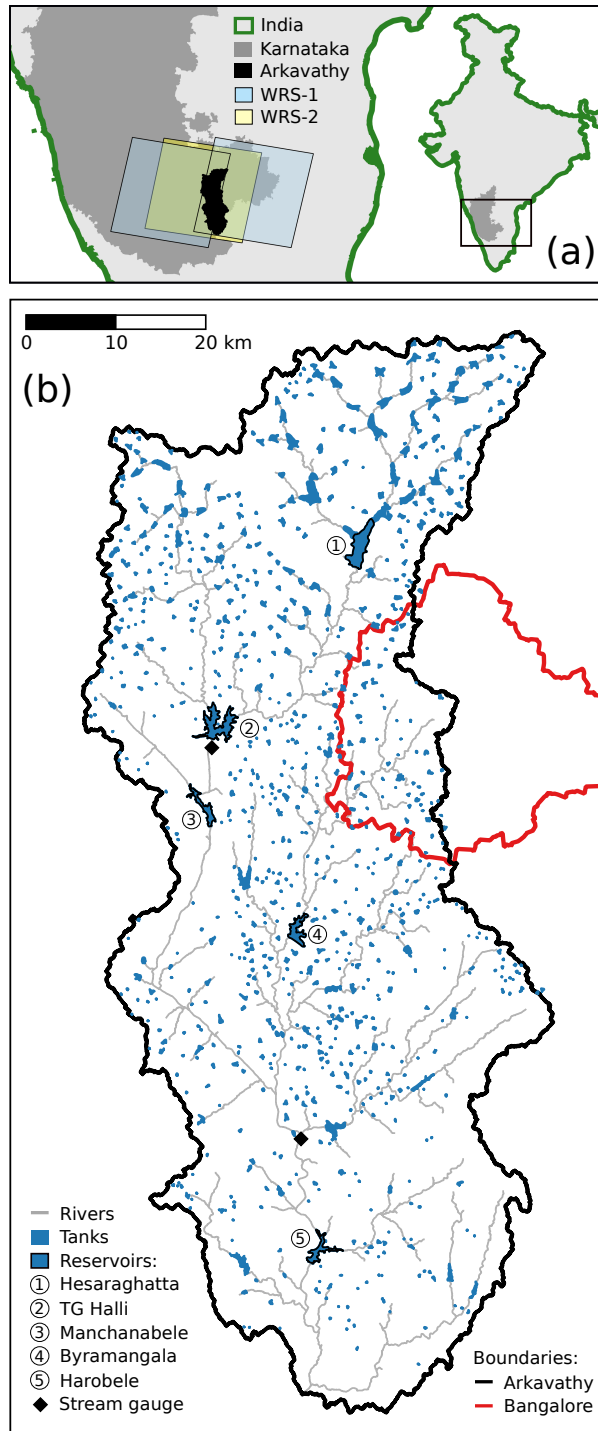 India
Karnataka
Arkavathy
WRS-1
WRS-2
(a)
0 10 20 km
(b)
1
2
3
4
5
Rivers
Tanks
Reservoirs:
1 Hesaraghatta
2 TG Halli
3 Manchanabele
4 Byramangala
5 Harobele
Stream gauge
Boundaries:
Arkavathy
Bangalore